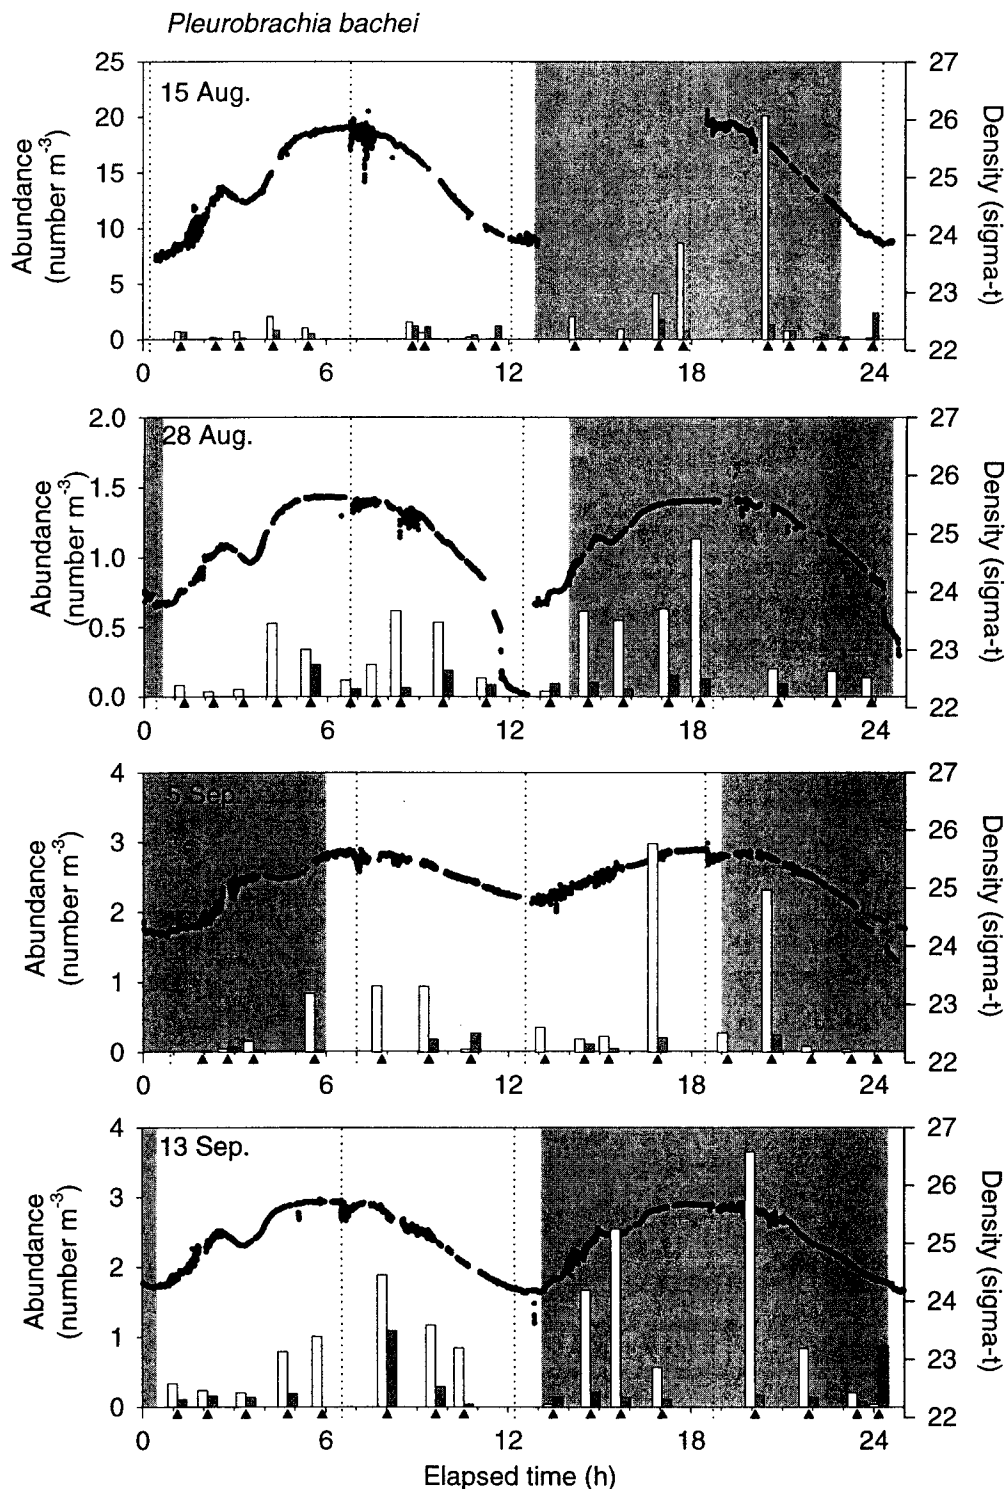 Pleurobrachia bachei
15 Aug.
25
20
15
10
5
0
Abundance
(number m-3)
27
26
25
24
23
22
Density (sigma-t)
0 6 12 18 24
28 Aug.
2.0
1.5
1.0
0.5
0.0
Abundance
(number m-3)
27
26
25
24
23
22
Density (sigma-t)
0 6 12 18 24
5 Sep.
4
3
2
1
0
Abundance
(number m-3)
27
26
25
24
23
22
Density (sigma-t)
0 6 12 18 24
13 Sep.
4
3
2
1
0
Abundance
(number m-3)
27
26
25
24
23
22
Density (sigma-t)
0 6 12 18 24
Elapsed time (h)